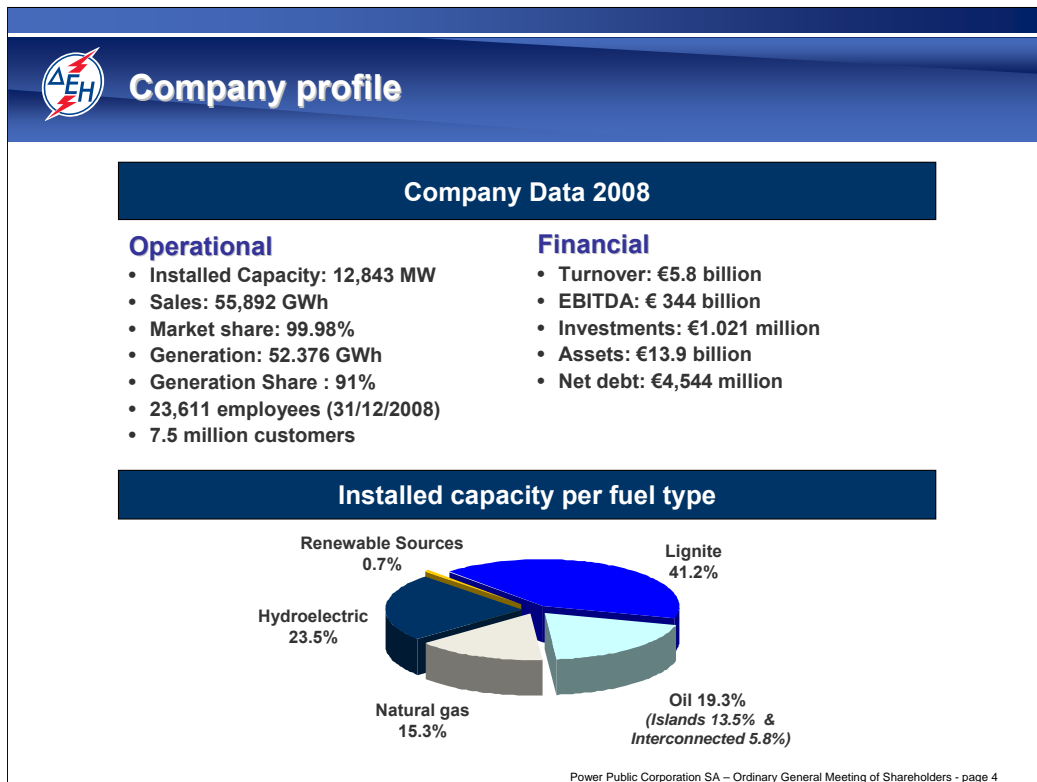 ΔΕΗ
Company profile
Company Data 2008
Operational
• Installed Capacity: 12,843 MW
• Sales: 55,892 GWh
• Market share: 99.98%
• Generation: 52.376 GWh
• Generation Share : 91%
• 23,611 employees (31/12/2008)
• 7.5 million customers
Financial
• Turnover: €5.8 billion
• EBITDA: € 344 billion
• Investments: €1.021 million
• Assets: €13.9 billion
• Net debt: €4,544 million
Installed capacity per fuel type
Renewable Sources
0.7%
Lignite
41.2%
Hydroelectric
23.5%
Natural gas
15.3%
Oil 19.3%
(Islands 13.5% &
Interconnected 5.8%)
Power Public Corporation SA – Ordinary General Meeting of Shareholders - page 4